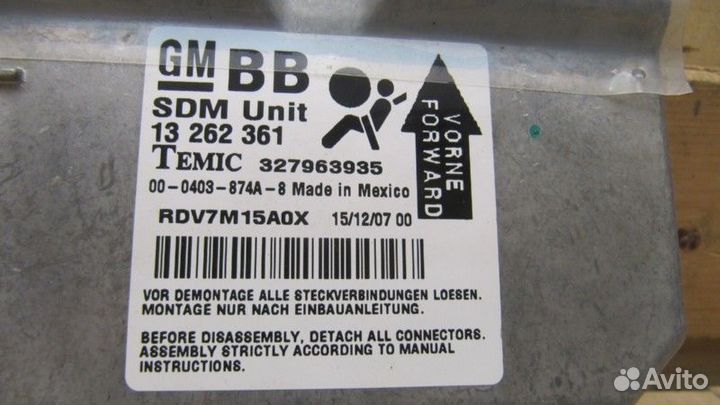 GM BB
SDM Unit
13 262 361
TEMIC 327963935
00-0403-874A-8 Made in Mexico
RDV7M15A0X 15/12/07 00
VORNE
FORWARD
VOR DEMONTAGE ALLE STECKVERBINDUNGEN LOESEN.
MONTAGE NUR NACH EINBAUANLEITUNG.
BEFORE DISASSEMBLY, DETACH ALL CONNECTORS.
ASSEMBLY STRICTLY ACCORDING TO MANUAL
INSTRUCTIONS.
Avito